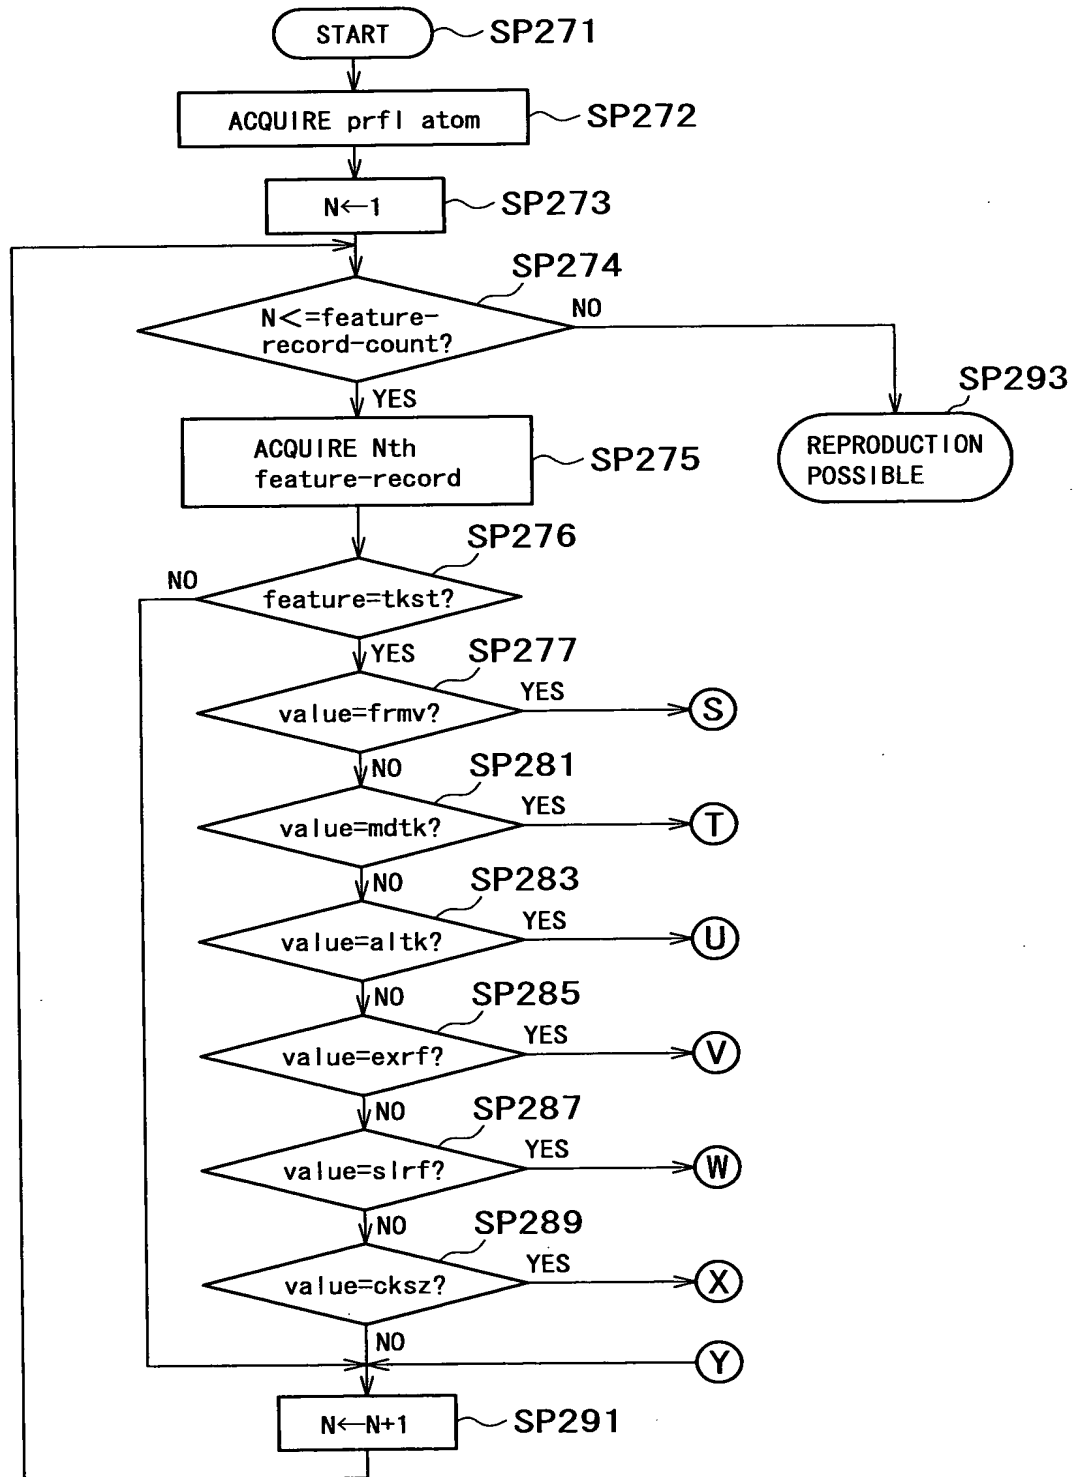 START
SP271
ACQUIRE prfl atom
SP272
N←1
SP273
SP274
N<=feature-
record-count?
NO
YES
SP293
REPRODUCTION
POSSIBLE
ACQUIRE Nth
feature-record
SP275
SP276
NO
feature=tkst?
YES
SP277
value=frmv?
YES
S
NO
SP281
value=mdtk?
YES
T
NO
SP283
value=altk?
YES
U
NO
SP285
value=exrf?
YES
V
NO
SP287
value=slrf?
YES
W
NO
SP289
value=cksz?
YES
X
NO
Y
N←N+1
SP291